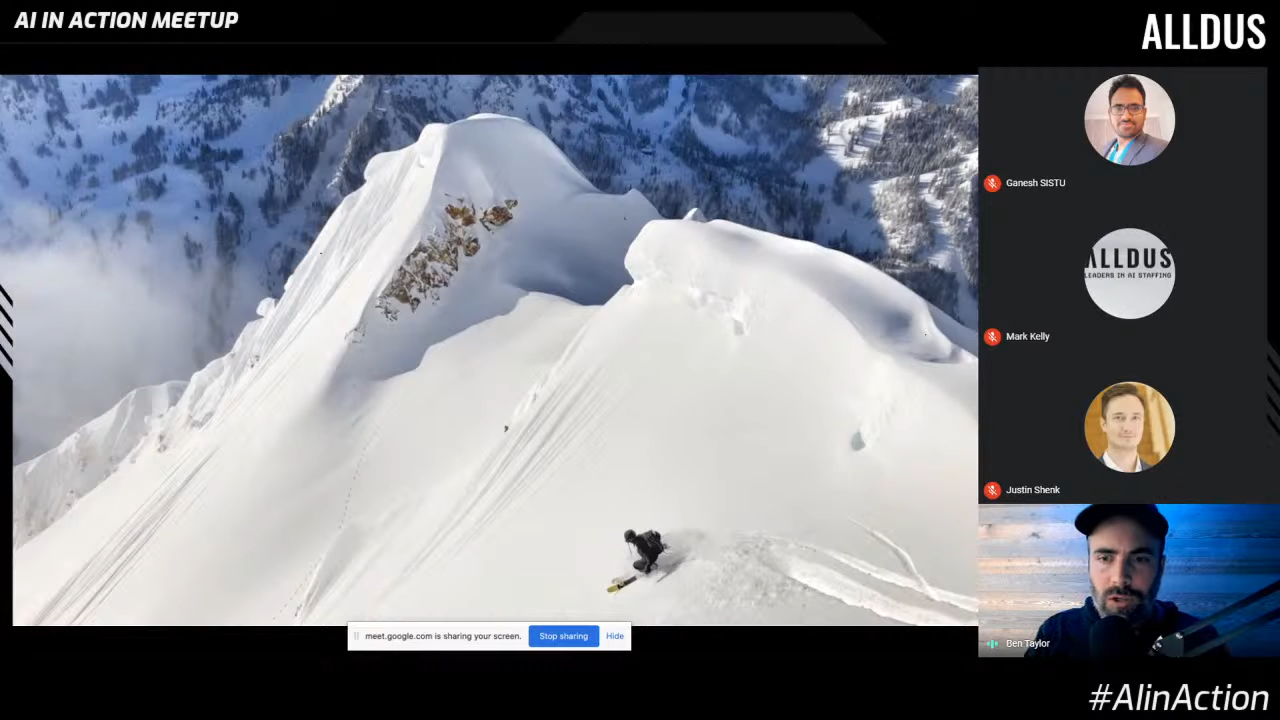 AI IN ACTION MEETUP
ALLDUS
Ganesh SISTU
ALLDUS
LEADERS IN AI STAFFING
Mark Kelly
Justin Shenk
Ben Taylor
meet.google.com is sharing your screen.
Stop sharing
Hide
#AIinAction